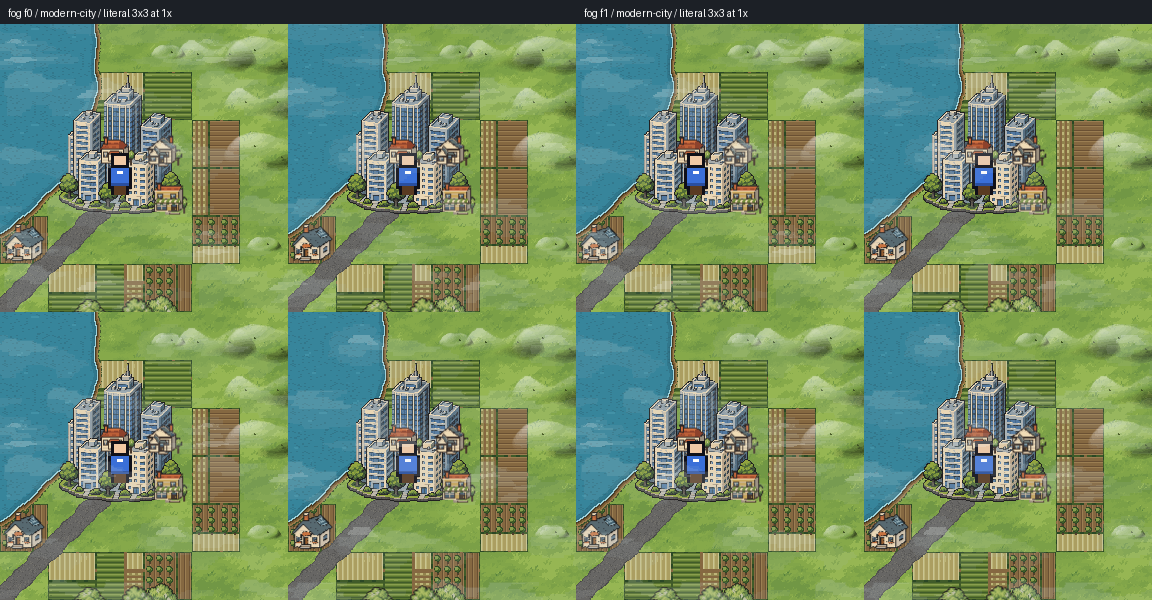 fog f0 / modern-city / literal 3x3 at 1x
fog f1 / modern-city / literal 3x3 at 1x